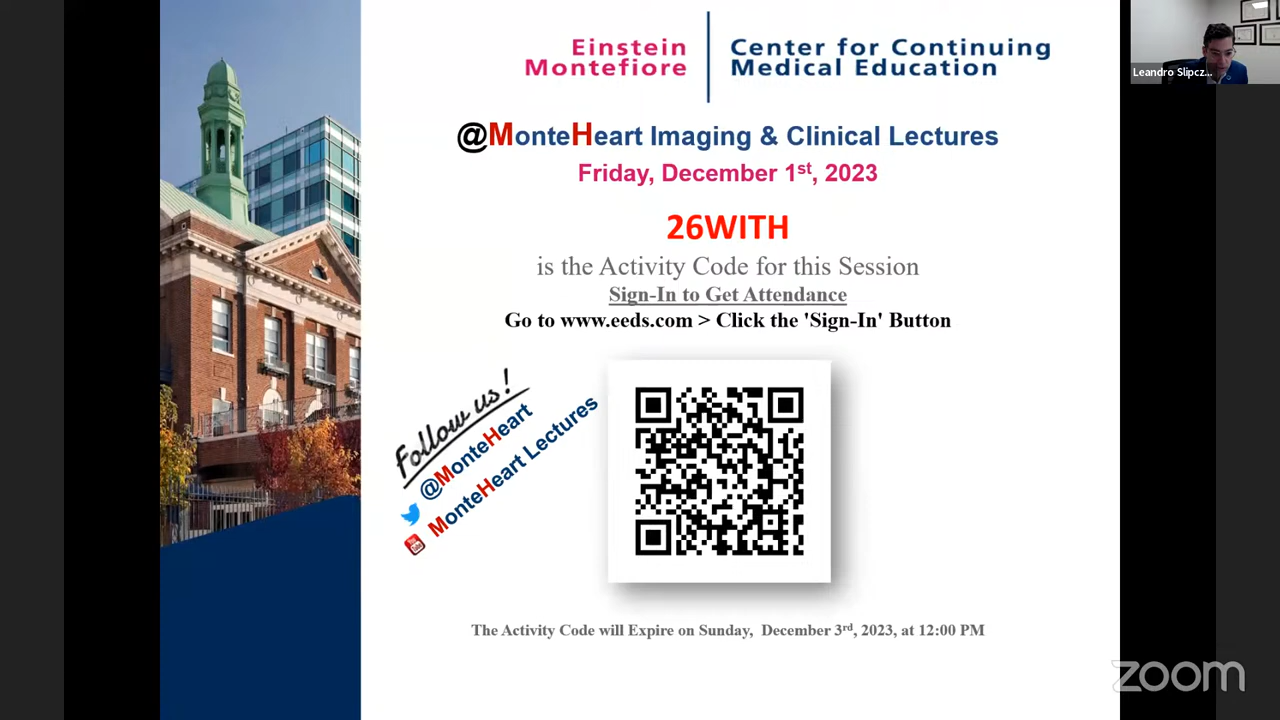 Einstein
Montefiore
Center for Continuing
Medical Education
@MonteHeart Imaging & Clinical Lectures
Friday, December 1st, 2023
26WITH
is the Activity Code for this Session
Sign-In to Get Attendance
Go to www.eeds.com > Click the 'Sign-In' Button
Follow us!
@MonteHeart
MonteHeart Lectures
The Activity Code will Expire on Sunday, December 3rd, 2023, at 12:00 PM
Leandro Slipcz...
zoom